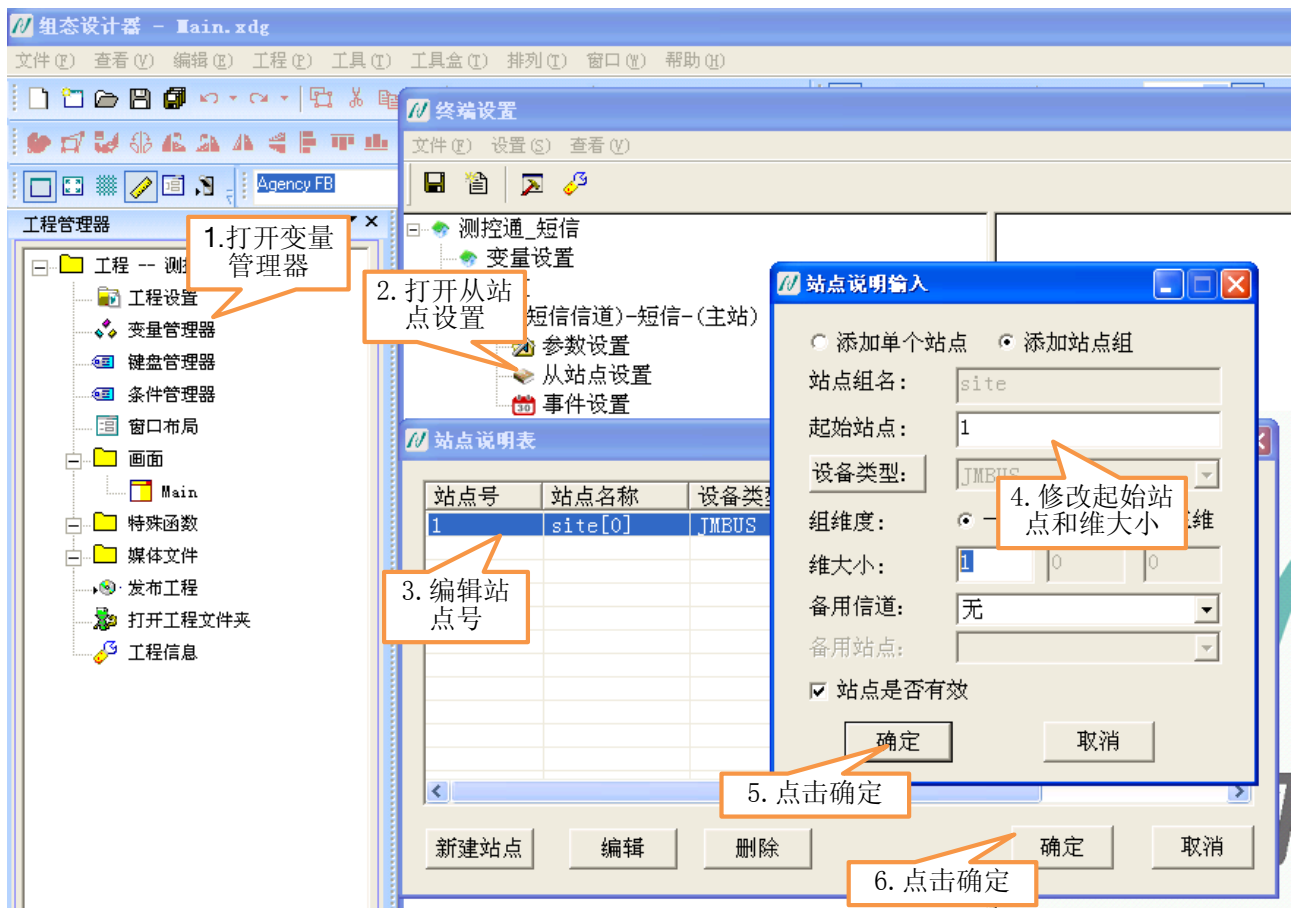 组态设计器 - Main.xdg
文件(F) 查看(V) 编辑(E) 工程(P) 工具(T) 工具盒(T) 排列(T) 窗口(W) 帮助(H)
Agency FB
工程管理器
工程 -- 测
工程设置
变量管理器
键盘管理器
条件管理器
窗口布局
画面
Main
特殊函数
媒体文件
发布工程
打开工程文件夹
工程信息
1.打开变量
管理器
终端设置
文件(F) 设置(S) 查看(V)
测控通_短信
变量设置
短信信道)-短信-(主站)
参数设置
从站点设置
事件设置
2.打开从站
点设置
站点说明表
站点号 站点名称 设备类
1 site[0] JMBUS
3.编辑站
点号
新建站点 编辑 删除 确定 取消
站点说明输入
添加单个站点 添加站点组
站点组名: site
起始站点: 1
设备类型:
组维度: 维
维大小: 1 0 0
备用信道: 无
备用站点:
站点是否有效
确定 取消
4.修改起始站
点和维大小
5.点击确定
6.点击确定